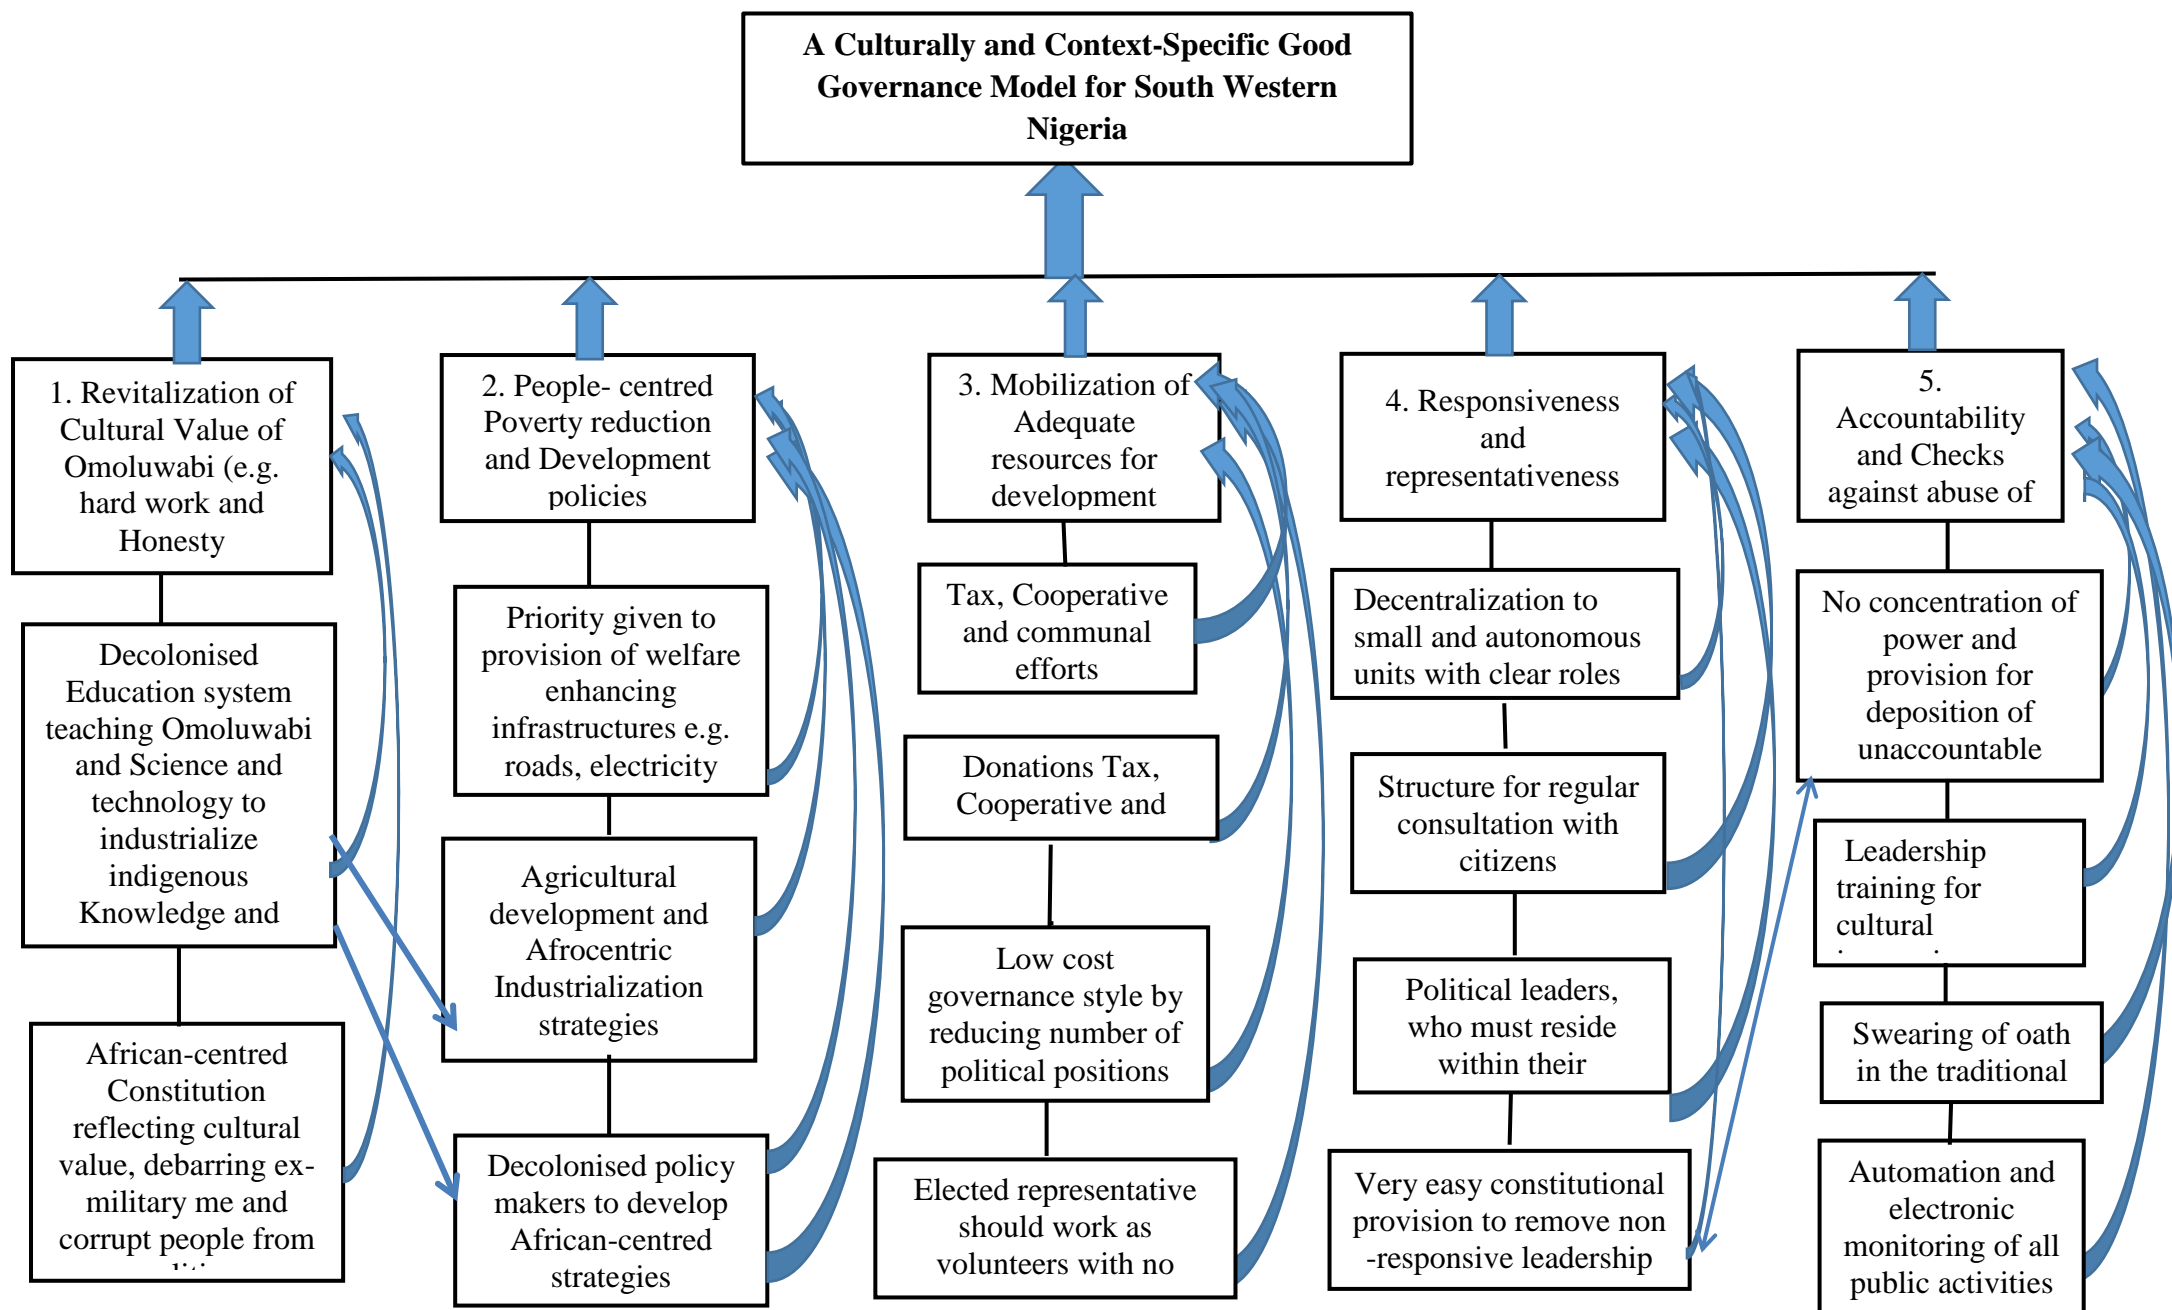 A Culturally and Context-Specific Good
Governance Model for South Western
Nigeria
1. Revitalization of
Cultural Value of
Omoluwabi (e.g.
hard work and
Honesty
Decolonised
Education system
teaching Omoluwabi
and Science and
technology to
industrialize
indigenous
Knowledge and
African-centred
Constitution
reflecting cultural
value, debarring ex-
military me and
corrupt people from
2. People- centred
Poverty reduction
and Development
policies
Priority given to
provision of welfare
enhancing
infrastructures e.g.
roads, electricity
Agricultural
development and
Afrocentric
Industrialization
strategies
Decolonised policy
makers to develop
African-centred
strategies
3. Mobilization of
Adequate
resources for
development
Tax, Cooperative
and communal
efforts
Donations Tax,
Cooperative and
Low cost
governance style by
reducing number of
political positions
Elected representative
should work as
volunteers with no
4. Responsiveness
and
representativeness
Decentralization to
small and autonomous
units with clear roles
Structure for regular
consultation with
citizens
Political leaders,
who must reside
within their
Very easy constitutional
provision to remove non
-responsive leadership
5.
Accountability
and Checks
against abuse of
No concentration of
power and
provision for
deposition of
unaccountable
Leadership
training for
cultural
Swearing of oath
in the traditional
Automation and
electronic
monitoring of all
public activities